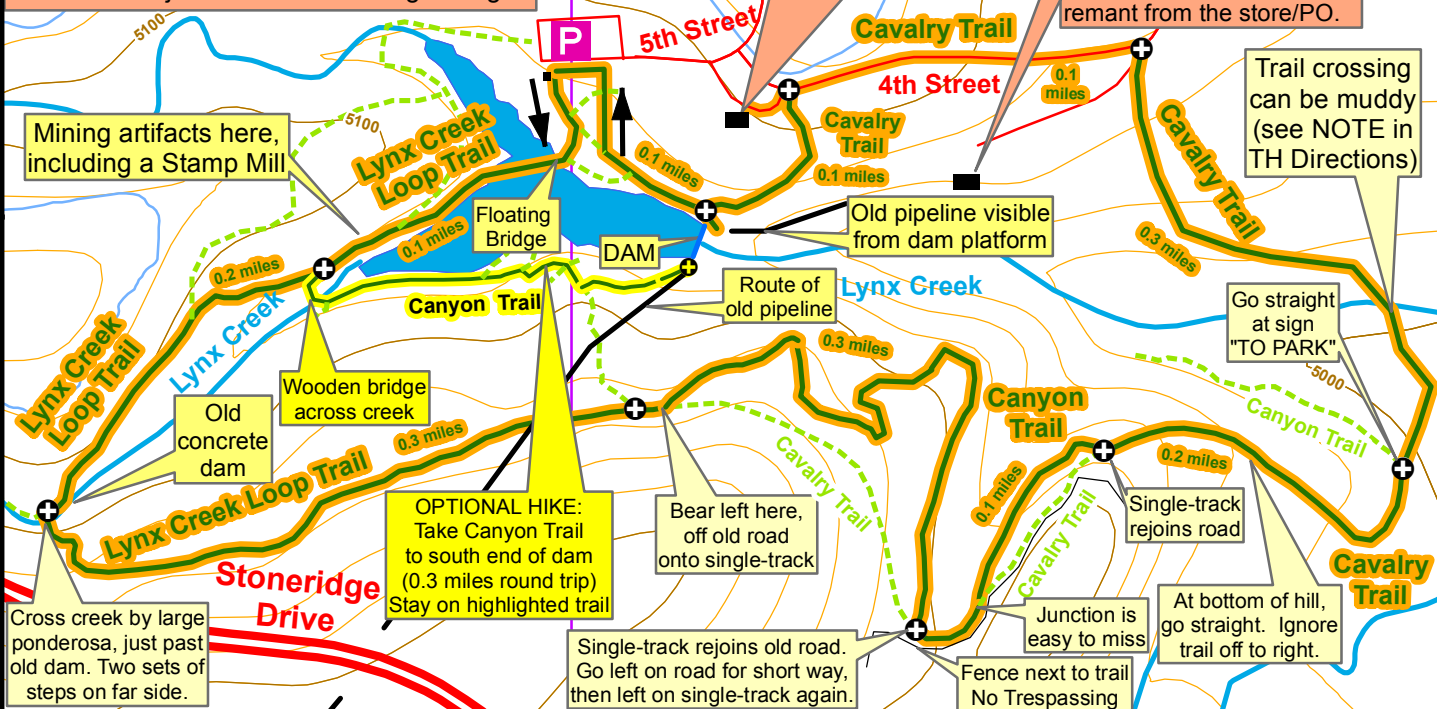 remant from the store/PO.
5100
P
5th Street
Cavalry Trail
4th Street
0.1
miles
Trail crossing
can be muddy
(see NOTE in
TH Directions)
Mining artifacts here,
including a Stamp Mill
5100
Lynx Creek
Loop Trail
0.1 miles
Cavalry
Trail
0.1 miles
Cavalry Trail
Floating
Bridge
DAM
Old pipeline visible
from dam platform
0.1 miles
0.2 miles
0.3 miles
Canyon Trail
Route of
old pipeline
Lynx Creek
Lynx Creek
Go straight
at sign
"TO PARK"
Lynx Creek
Loop Trail
Wooden bridge
across creek
0.3 miles
5000
Old
concrete
dam
Canyon
Trail
Canyon Trail
0.3 miles
Cavalry Trail
0.2 miles
Lynx Creek Loop Trail
0.1 miles
OPTIONAL HIKE:
Take Canyon Trail
to south end of dam
(0.3 miles round trip)
Stay on highlighted trail
Bear left here,
off old road
onto single-track
Single-track
rejoins road
Cavalry Trail
Cavalry
Trail
Stoneridge
Drive
Cross creek by large
ponderosa, just past
old dam. Two sets of
steps on far side.
Single-track rejoins old road.
Go left on road for short way,
then left on single-track again.
Junction is
easy to miss
At bottom of hill,
go straight. Ignore
trail off to right.
Fence next to trail
No Trespassing